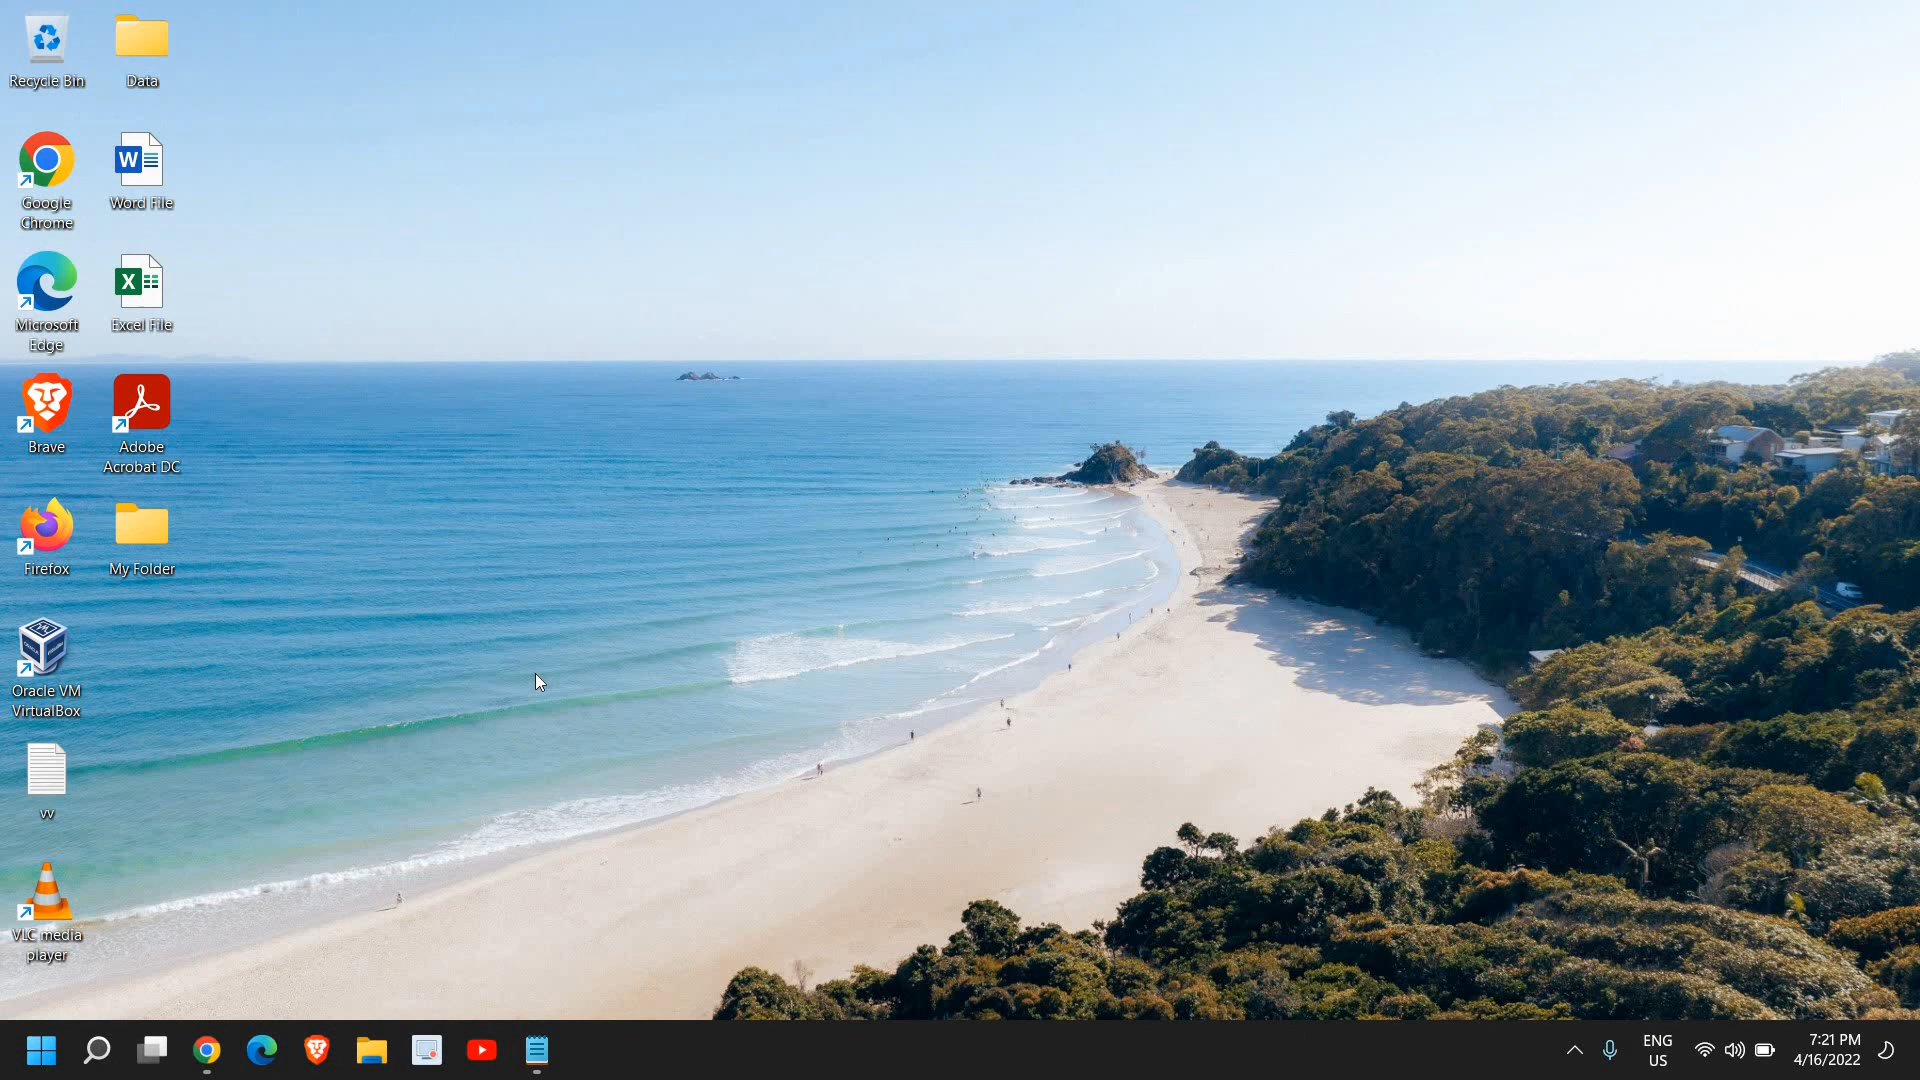 Recycle Bin
Data
Google
Chrome
Word File
Microsoft
Edge
Excel File
Brave
Adobe
Acrobat DC
Firefox
My Folder
Oracle VM
VirtualBox
vv
VLC media
player
ENG
US
7:21 PM
4/16/2022